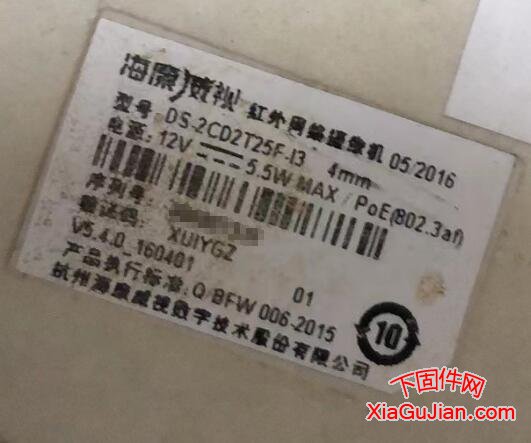 海康威视 红外网络摄像机 05/2016
型号: DS-2CD2T25F-I3 4mm
电源: 12V 5.5W MAX / PoE(802.3af)
序列号:
验证码: XUIYGZ
V5.4.0_160401 01
产品执行标准: Q/BFW 006-2015
杭州海康威视数字技术股份有限公司
10
下固件网
XiaGuJian.com